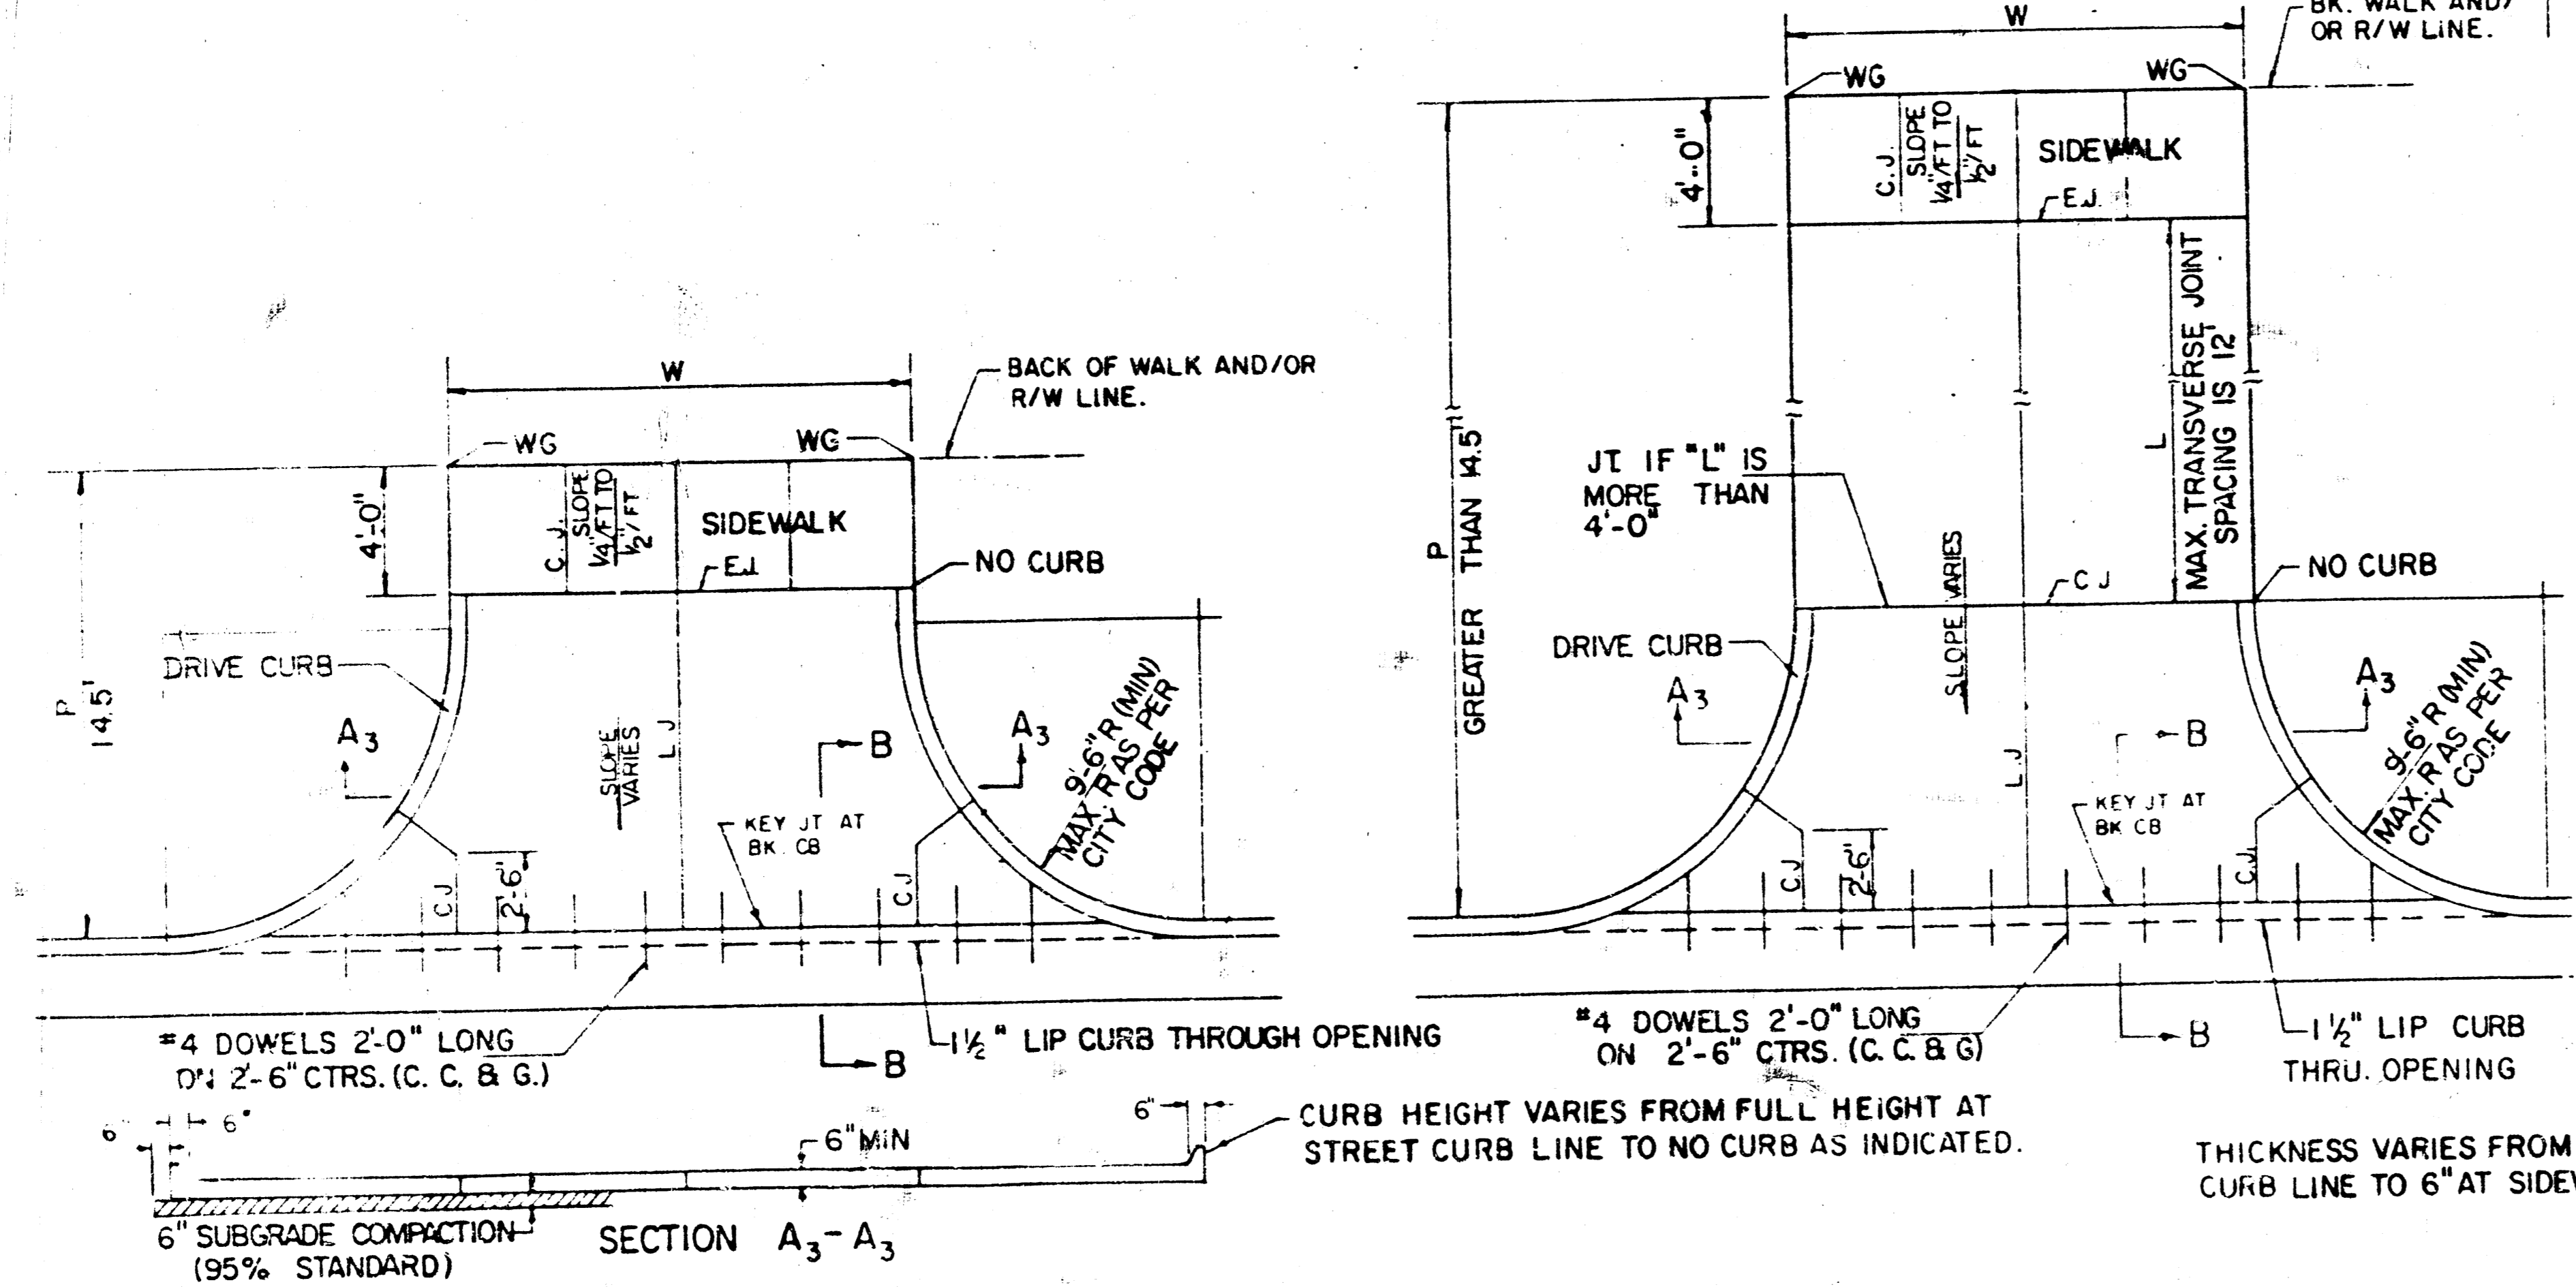 W
BACK OF WALK AND/OR
R/W LINE.
WG
WG
4'-0"
C. J.
SLOPE
1/4"/FT TO
1/2"/FT
SIDEWALK
E.J.
NO CURB
DRIVE CURB
P
14.5'
A3
A3
SLOPE
VARIES
L J
B
9'-6" R (MIN)
MAX. R AS PER
CITY CODE
KEY JT AT
BK. CB
C.J
2'-6"
C.J
#4 DOWELS 2'-0" LONG
ON 2'-6" CTRS. (C. C. & G.)
B
1 1/2" LIP CURB THROUGH OPENING
W
BK. WALK AND/
OR R/W LINE.
WG
WG
4'-0"
C. J.
SLOPE
1/4"/FT TO
1/2"/FT
SIDEWALK
E.J.
P
GREATER THAN 14.5'
JT. IF "L" IS
MORE THAN
4'-0"
L
MAX. TRANSVERSE JOINT
SPACING IS 12'
SLOPE VARIES
C J
NO CURB
DRIVE CURB
A3
A3
L.J
B
9'-6" R (MIN)
MAX. R AS PER
CITY CODE
KEY JT AT
BK CB
C.J
2'-6"
C.J.
#4 DOWELS 2'-0" LONG
ON 2'-6" CTRS. (C. C. & G)
B
1 1/2" LIP CURB
THRU. OPENING
6"
6"
6" MIN
6"
CURB HEIGHT VARIES FROM FULL HEIGHT AT
STREET CURB LINE TO NO CURB AS INDICATED.
6" SUBGRADE COMPACTION
(95% STANDARD)
SECTION A3-A3
THICKNESS VARIES FROM
CURB LINE TO 6" AT